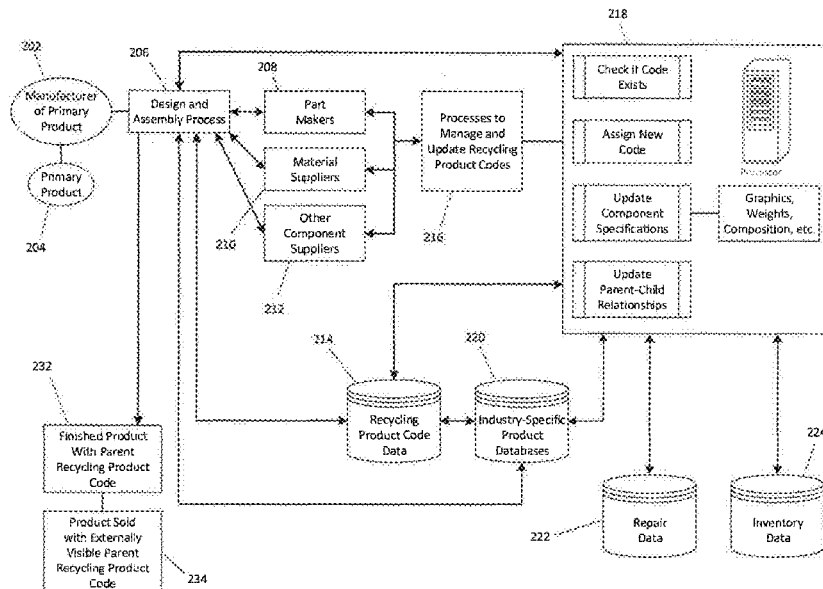 202
Manufacturer
of Primary
Product
Primary
Product
204
206
Design and
Assembly Process
208
Part
Makers
Material
Suppliers
210
Other
Component
Suppliers
212
Processes to
Manage and
Update Recycling
Product Codes
216
218
Check if Code
Exists
Assign New
Code
Processor
Update
Component
Specifications
Graphics,
Weights,
Composition, etc.
Update
Parent-Child
Relationships
214
Recycling
Product Code
Data
220
Industry-Specific
Product
Databases
222
Repair
Data
224
Inventory
Data
232
Finished Product
With Parent
Recycling Product
Code
Product Sold
with Externally
Visible Parent
Recycling Product
Code
234